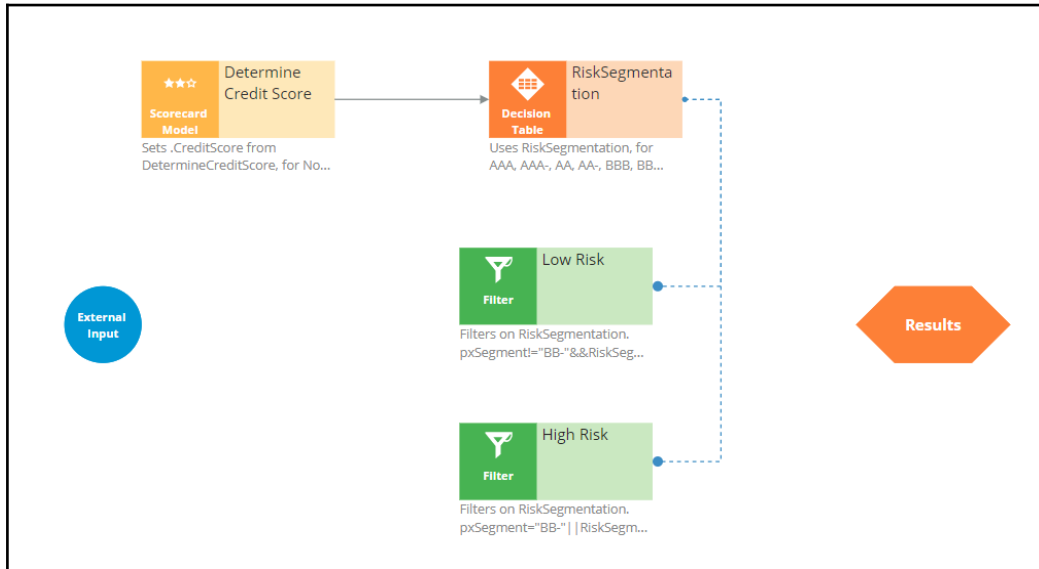 Determine
Credit Score
Scorecard
Model
Sets .CreditScore from
DetermineCreditScore, for No...
RiskSegmenta
tion
Decision
Table
Uses RiskSegmentation, for
AAA, AAA-, AA, AA-, BBB, BB...
Low Risk
Filter
Filters on RiskSegmentation.
pxSegment!="BB-"&&RiskSeg...
External
Input
Results
High Risk
Filter
Filters on RiskSegmentation.
pxSegment="BB-"||RiskSegm...